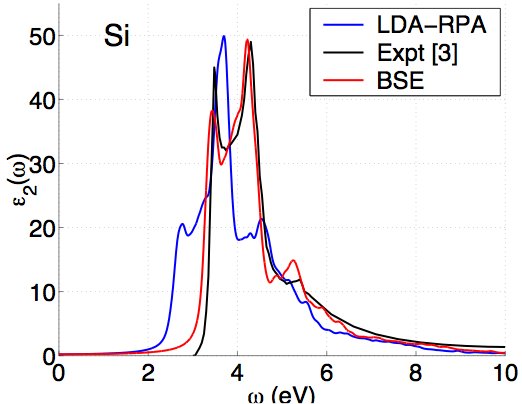 Si
LDA-RPA
Expt [3]
BSE
ε2(ω)
50
40
30
20
10
0
0 2 4 6 8 10
ω (eV)